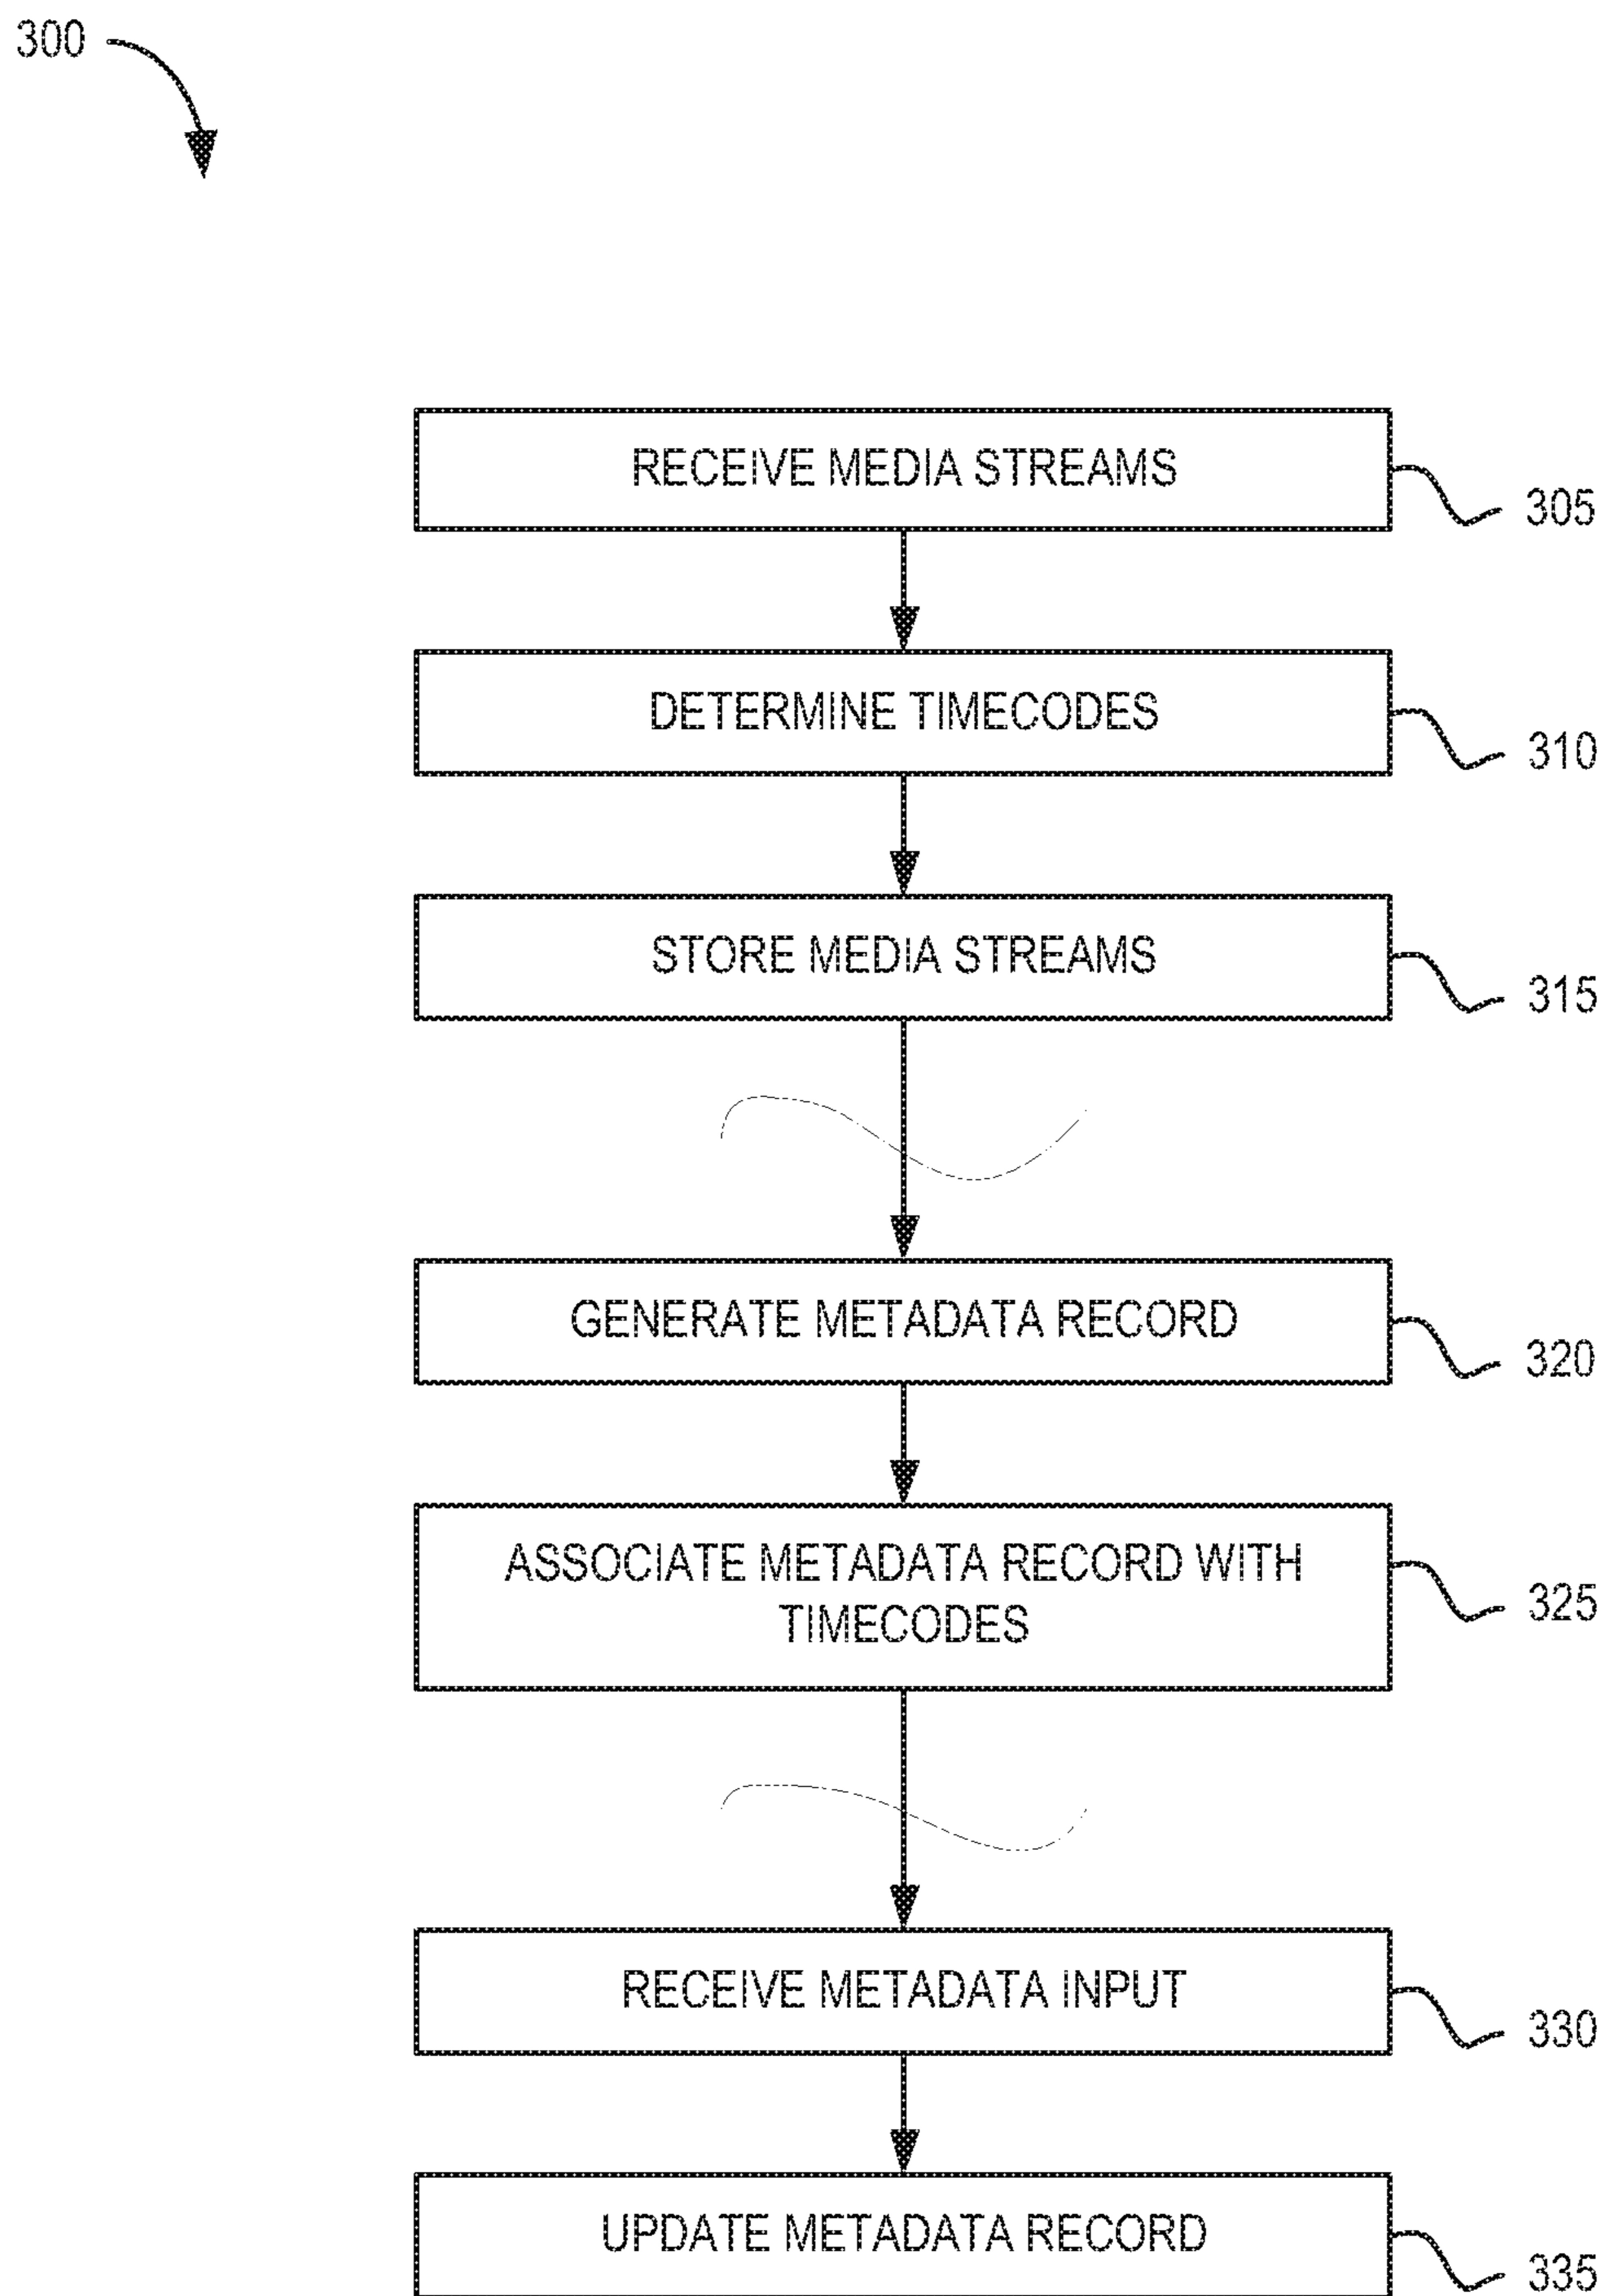 300
RECEIVE MEDIA STREAMS
305
DETERMINE TIMECODES
310
STORE MEDIA STREAMS
315
GENERATE METADATA RECORD
320
ASSOCIATE METADATA RECORD WITH
TIMECODES
325
RECEIVE METADATA INPUT
330
UPDATE METADATA RECORD
335